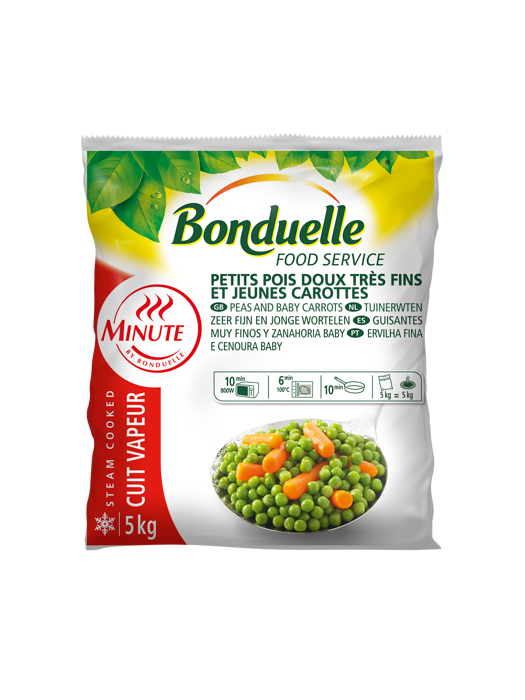 Bonduelle
FOOD SERVICE
PETITS POIS DOUX TRÈS FINS
ET JEUNES CAROTTES
GB PEAS AND BABY CARROTS NL TUINERWTEN
ZEER FIJN EN JONGE WORTELEN ES GUISANTES
MUY FINOS Y ZANAHORIA BABY PT ERVILHA FINA
E CENOURA BABY
MINUTE
BY BONDUELLE
10 min
800W
6 min
100°C
10 min
5 kg = 5 kg
STEAM COOKED
CUIT VAPEUR
5 kg